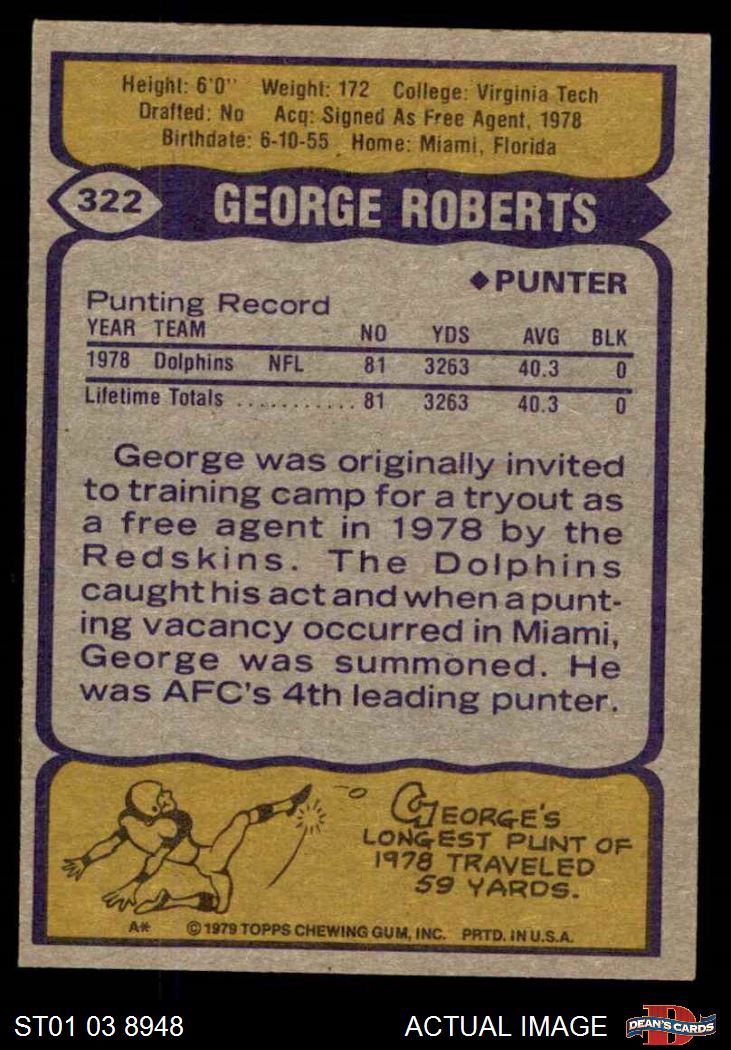 Height: 6'0" Weight: 172 College: Virginia Tech
Drafted: No Acq: Signed As Free Agent, 1978
Birthdate: 6-10-55 Home: Miami, Florida
322 GEORGE ROBERTS
◆PUNTER
Punting Record
YEAR TEAM NO YDS AVG BLK
1978 Dolphins NFL 81 3263 40.3 0
Lifetime Totals ........... 81 3263 40.3 0
George was originally invited
to training camp for a tryout as
a free agent in 1978 by the
Redskins. The Dolphins
caught his act and when a punt-
ing vacancy occurred in Miami,
George was summoned. He
was AFC's 4th leading punter.
GEORGE'S
LONGEST PUNT OF
1978 TRAVELED
59 YARDS.
A* ©1979 TOPPS CHEWING GUM, INC. PRTD. IN U.S.A.
ST01 03 8948 ACTUAL IMAGE D DEAN'S CARDS